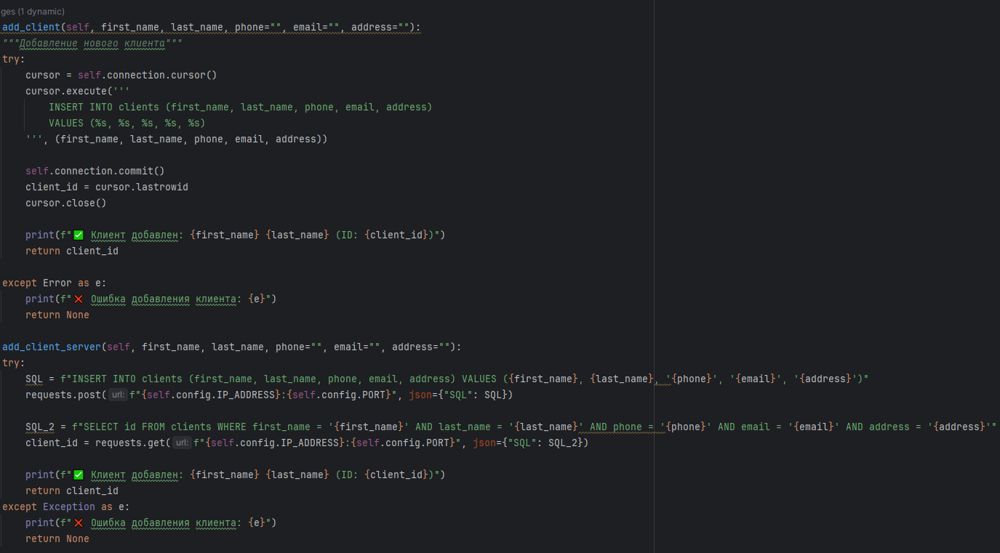 ges (1 dynamic)
add_client(self, first_name, last_name, phone="", email="", address=""):
"""Добавление нового клиента"""
try:
cursor = self.connection.cursor()
cursor.execute('''
INSERT INTO clients (first_name, last_name, phone, email, address)
VALUES (%s, %s, %s, %s, %s)
''', (first_name, last_name, phone, email, address))
self.connection.commit()
client_id = cursor.lastrowid
cursor.close()
print(f"✅ Клиент добавлен: {first_name} {last_name} (ID: {client_id})")
return client_id
except Error as e:
print(f"❌ Ошибка добавления клиента: {e}")
return None
add_client_server(self, first_name, last_name, phone="", email="", address=""):
try:
SQL = f"INSERT INTO clients (first_name, last_name, phone, email, address) VALUES ({first_name}, {last_name}, '{phone}', '{email}', '{address}')"
requests.post( url: f"{self.config.IP_ADDRESS}:{self.config.PORT}", json={"SQL": SQL})
SQL_2 = f"SELECT id FROM clients WHERE first_name = '{first_name}' AND last_name = '{last_name}' AND phone = '{phone}' AND email = '{email}' AND address = '{address}'"
client_id = requests.get( url: f"{self.config.IP_ADDRESS}:{self.config.PORT}", json={"SQL": SQL_2})
print(f"✅ Клиент добавлен: {first_name} {last_name} (ID: {client_id})")
return client_id
except Exception as e:
print(f"❌ Ошибка добавления клиента: {e}")
return None